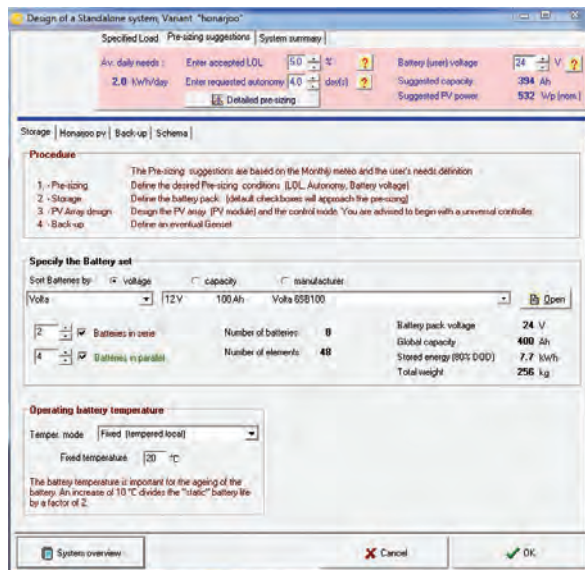 Design of a Standalone system, Variant "honarjoo"
Specified Load Pre-sizing suggestions System summary
Av. daily needs : Enter accepted LOL 5.0 % ? Battery (user) voltage 24 V ?
2.0 kWh/day Enter requested autonomy 4.0 day(s) ? Suggested capacity 394 Ah
Detailed pre-sizing Suggested PV power 532 Wp (nom.)
Storage Honarjoo pv Back-up Schema
Procedure
The Pre-sizing suggestions are based on the Monthly meteo and the user's needs definition
1. - Pre-sizing Define the desired Pre-sizing conditions (LOL, Autonomy, Battery voltage)
2 - Storage Define the battery pack (default checkboxes will approach the pre-sizing)
3 - PV Array design Design the PV array (PV module) and the control mode. You are advised to begin with a universal controller.
4 - Back-up Define an eventual Genset
Specify the Battery set
Sort Batteries by voltage capacity manufacturer
Volta 12 V 100 Ah Volta 6SB100 Open
2 Batteries in serie Number of batteries 8 Battery pack voltage 24 V
4 Batteries in parallel Number of elements 48 Global capacity 400 Ah
Stored energy (80% DOD) 7.7 kWh
Total weight 256 kg
Operating battery temperature
Temper. mode Fixed (tempered local)
Fixed temperature 20 °C
The battery temperature is important for the ageing of the
battery. An increase of 10 °C divides the "static" battery life
by a factor of 2.
System overview Cancel OK